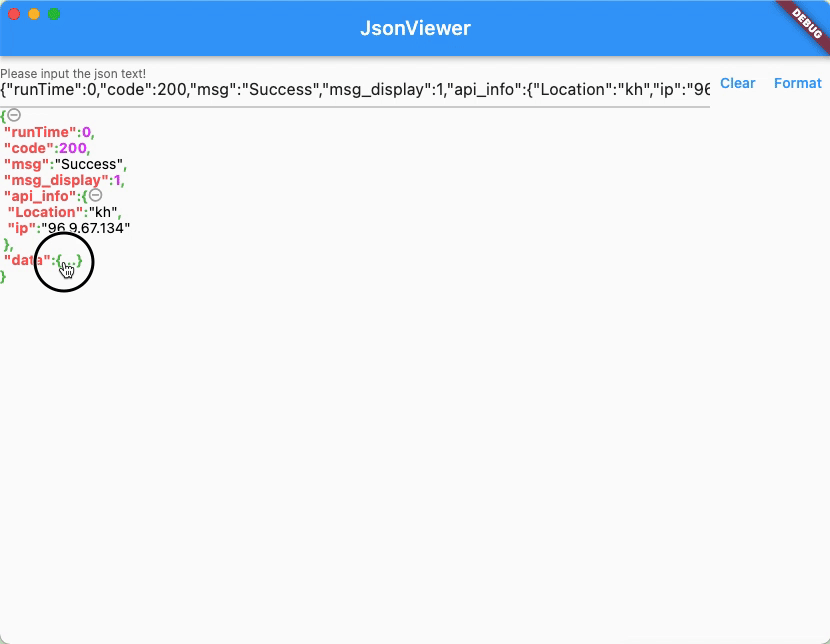 JsonViewer
DEBUG
Please input the json text!
{"runTime":0,"code":200,"msg":"Success","msg_display":1,"api_info":{"Location":"kh","ip":"96
Clear
Format
{
"runTime":0,
"code":200,
"msg":"Success",
"msg_display":1,
"api_info":{
"Location":"kh",
"ip":"96.9.67.134"
},
"data":{...}
}